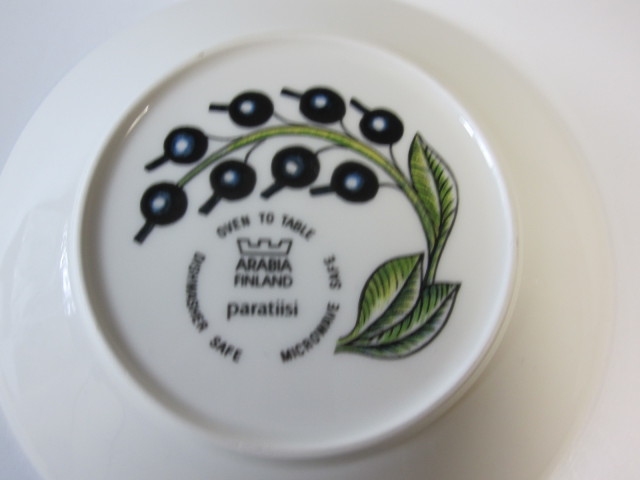 OVEN TO TABLE
ARABIA
FINLAND
paratiisi
DISHWASHER SAFE
MICROWAVE SAFE